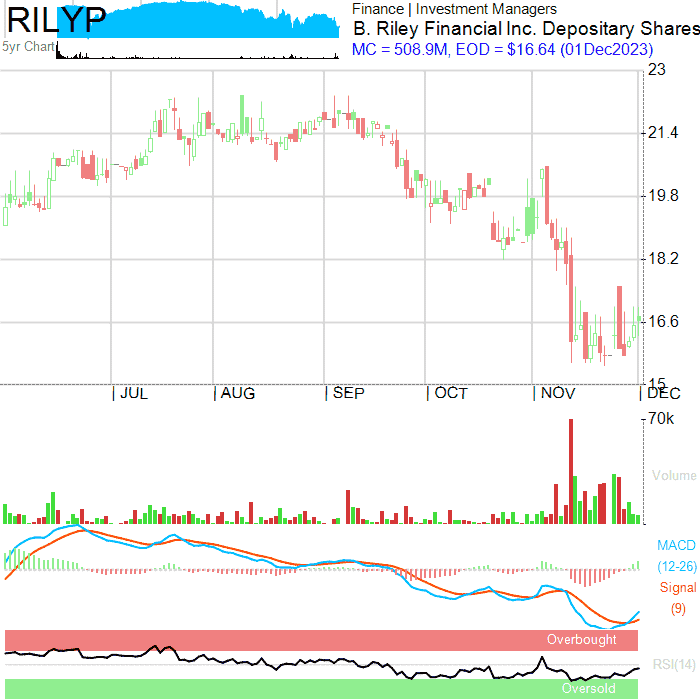 RILYP
Finance | Investment Managers
B. Riley Financial Inc. Depositary Shares
5yr Chart
MC = 508.9M, EOD = $16.64 (01Dec2023)
23
21.4
19.8
18.2
16.6
15
JUL AUG SEP OCT NOV DEC
70k
Volume
MACD
(12-26)
Signal
(9)
Overbought
RSI(14)
Oversold